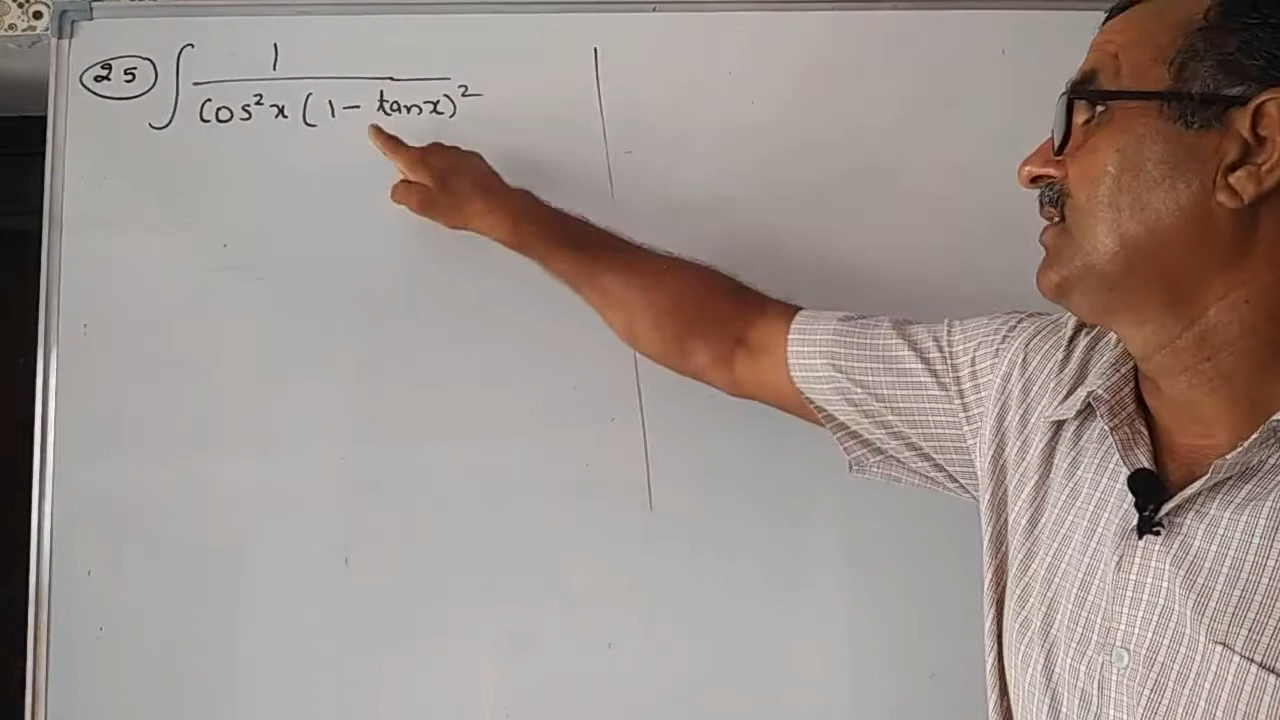 25 ∫ 1 / cos²x (1 - tanx)²